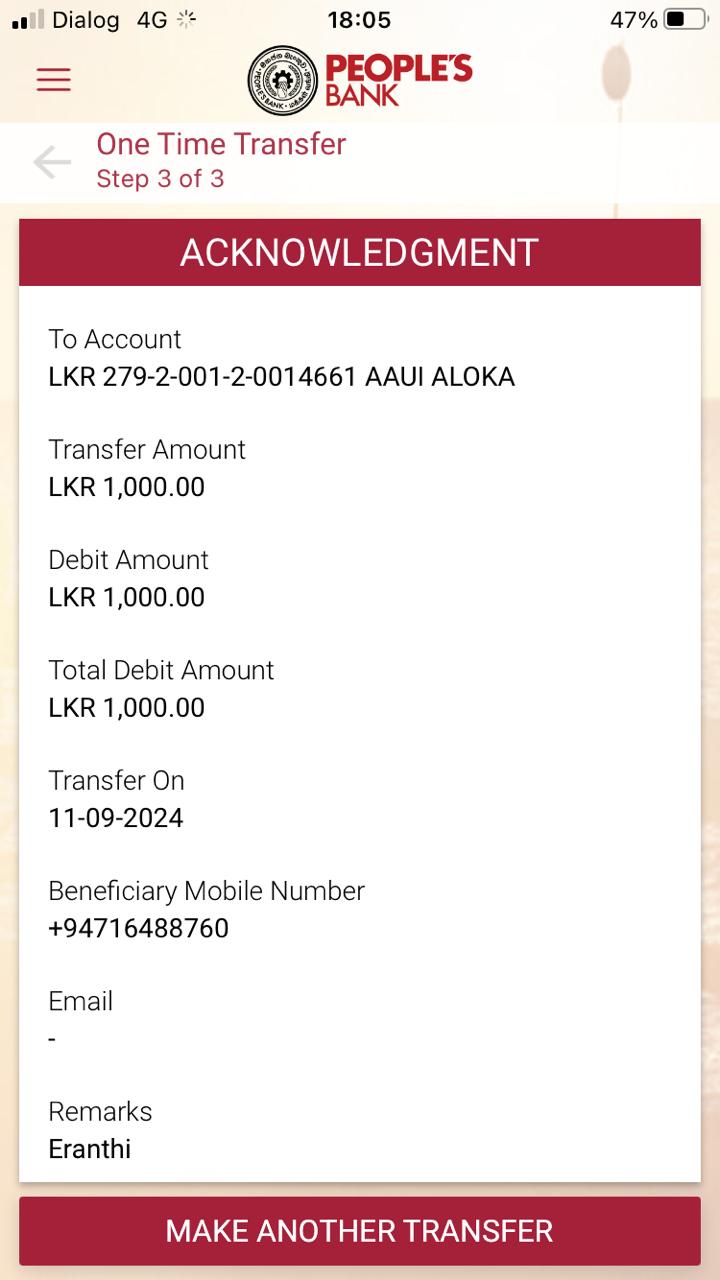 Dialog 4G 18:05 47%
PEOPLE'S
BANK
One Time Transfer
Step 3 of 3
ACKNOWLEDGMENT
To Account
LKR 279-2-001-2-0014661 AAUI ALOKA
Transfer Amount
LKR 1,000.00
Debit Amount
LKR 1,000.00
Total Debit Amount
LKR 1,000.00
Transfer On
11-09-2024
Beneficiary Mobile Number
+94716488760
Email
-
Remarks
Eranthi
MAKE ANOTHER TRANSFER